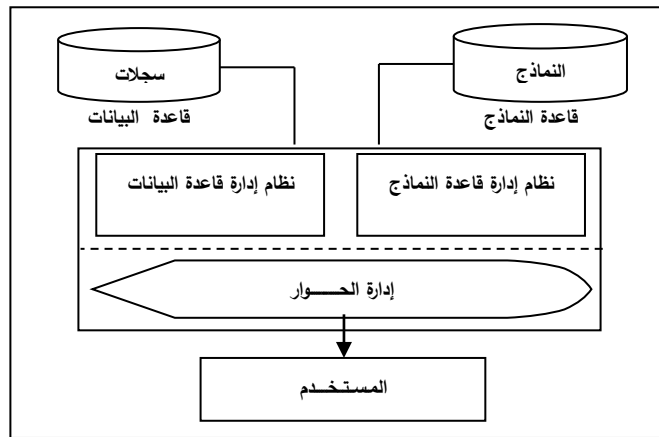 النماذج
سجلات
قاعدة النماذج
قاعدة البيانات
نظام إدارة قاعدة النماذج
نظام إدارة قاعدة البيانات
إدارة الحـــــوار
المستخـــدم